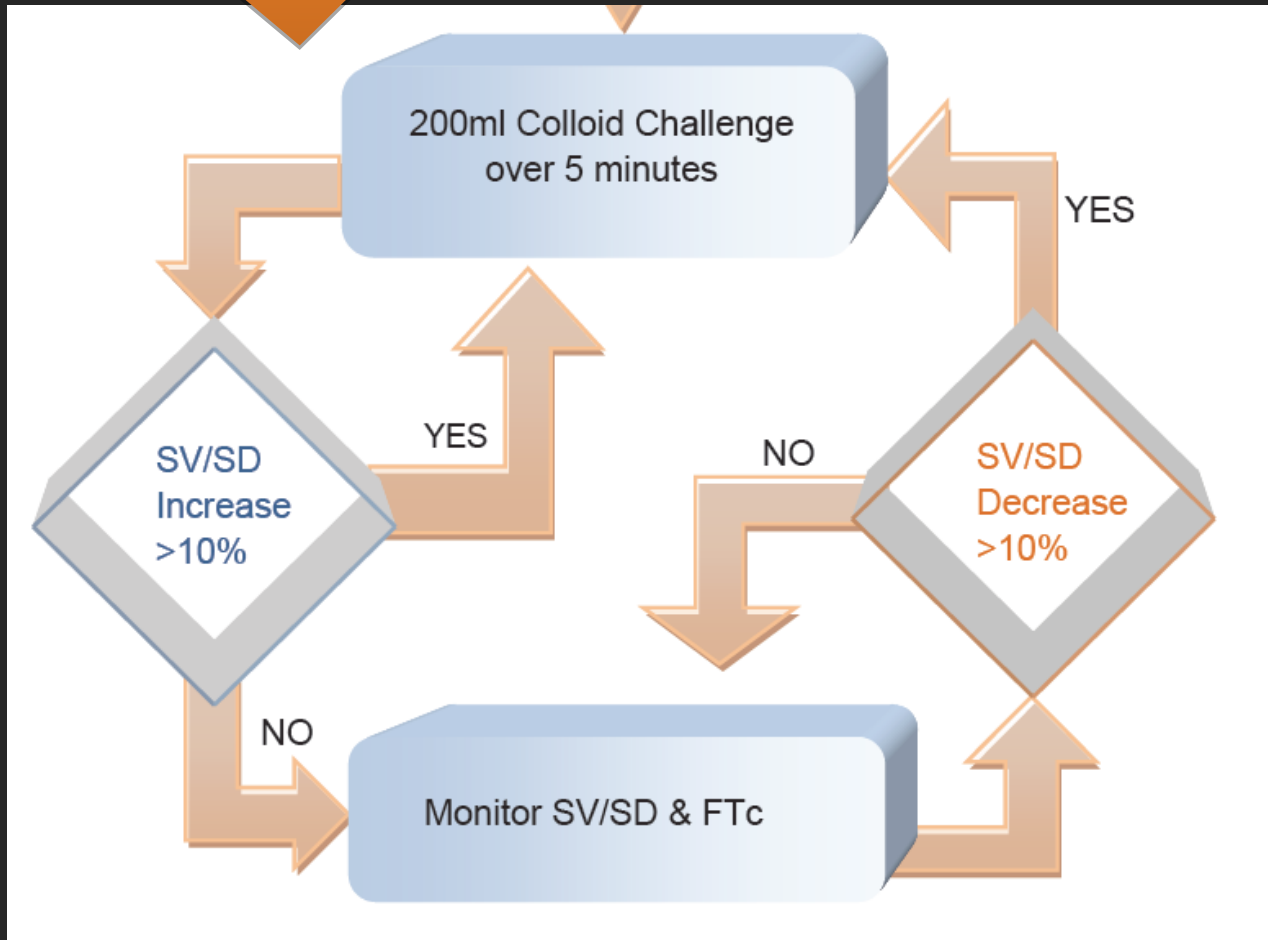 200ml Colloid Challenge
over 5 minutes
YES
SV/SD
Increase
>10%
YES
NO
SV/SD
Decrease
>10%
NO
Monitor SV/SD & FTc